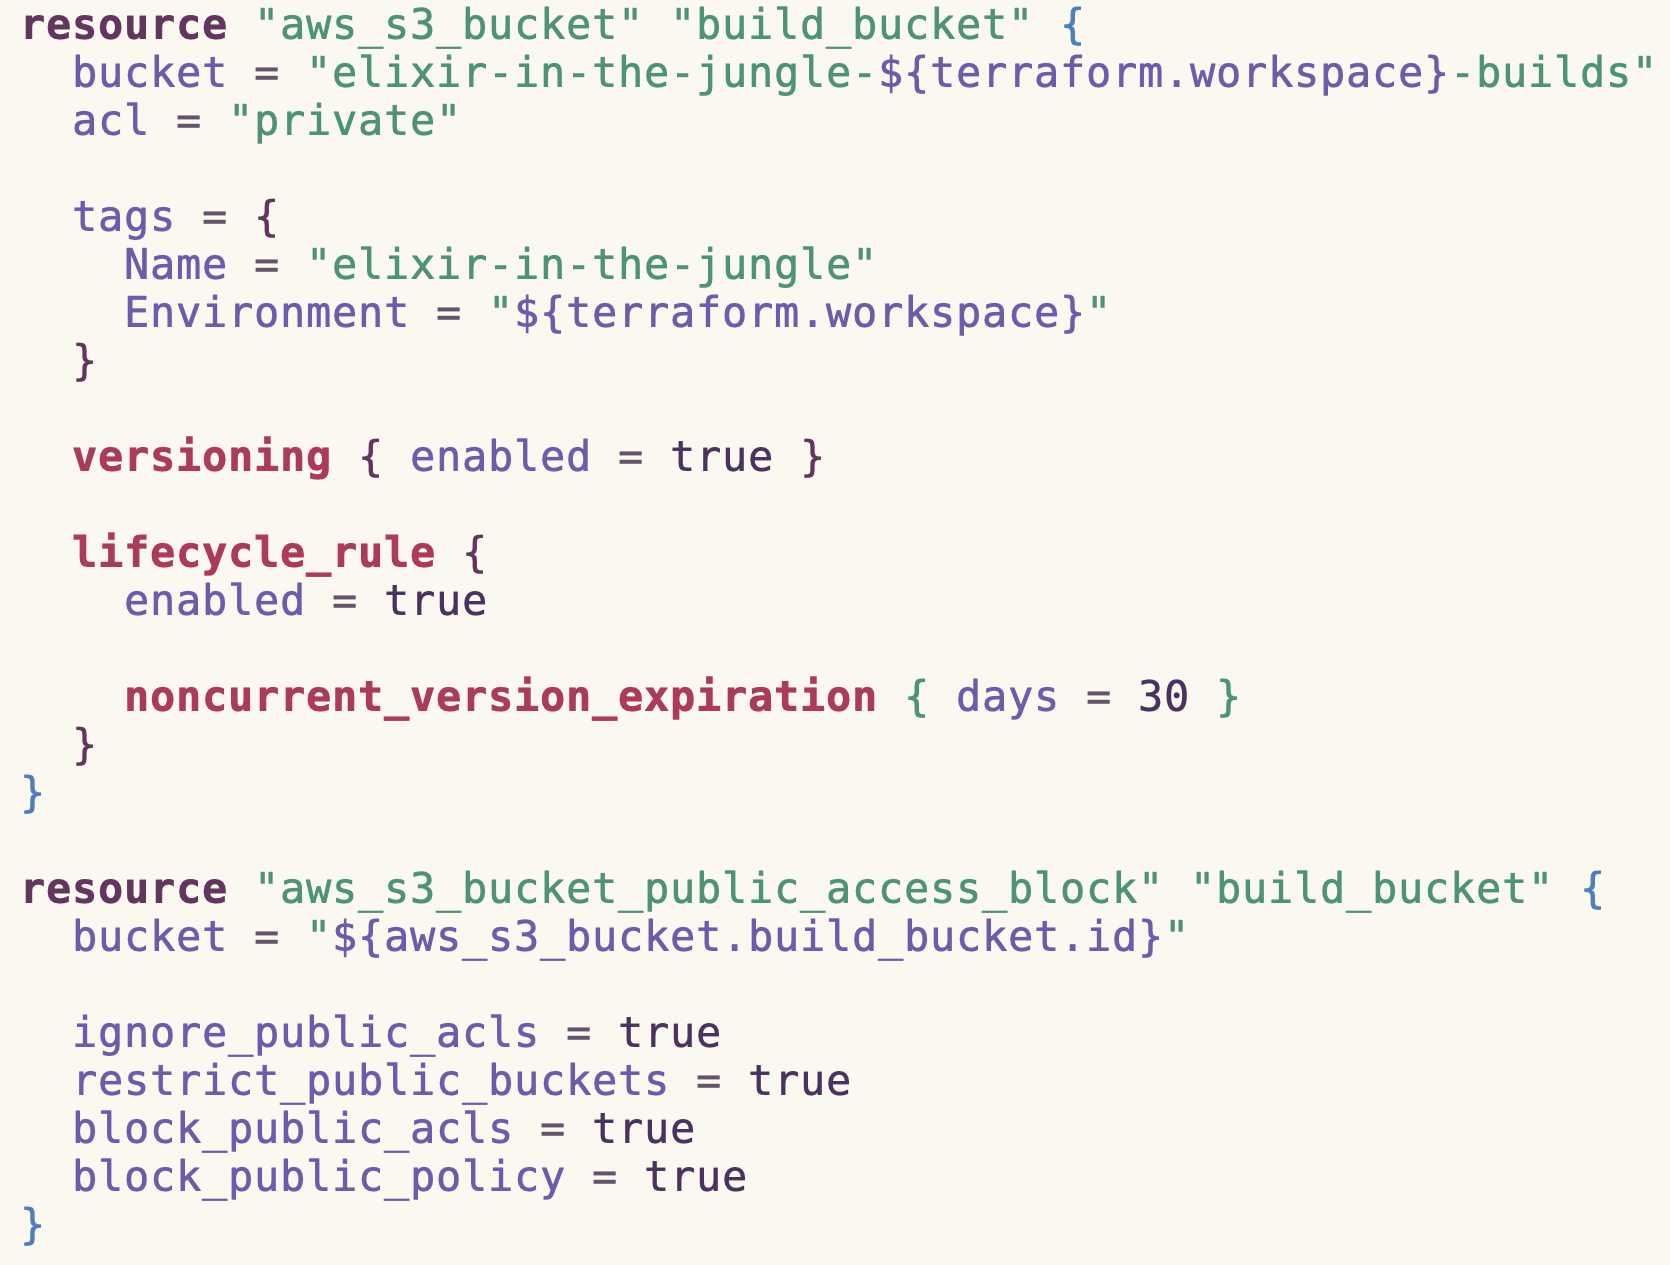 resource "aws_s3_bucket" "build_bucket" {
  bucket = "elixir-in-the-jungle-${terraform.workspace}-builds"
  acl = "private"

  tags = {
    Name = "elixir-in-the-jungle"
    Environment = "${terraform.workspace}"
  }

  versioning { enabled = true }

  lifecycle_rule {
    enabled = true

    noncurrent_version_expiration { days = 30 }
  }
}

resource "aws_s3_bucket_public_access_block" "build_bucket" {
  bucket = "${aws_s3_bucket.build_bucket.id}"

  ignore_public_acls = true
  restrict_public_buckets = true
  block_public_acls = true
  block_public_policy = true
}